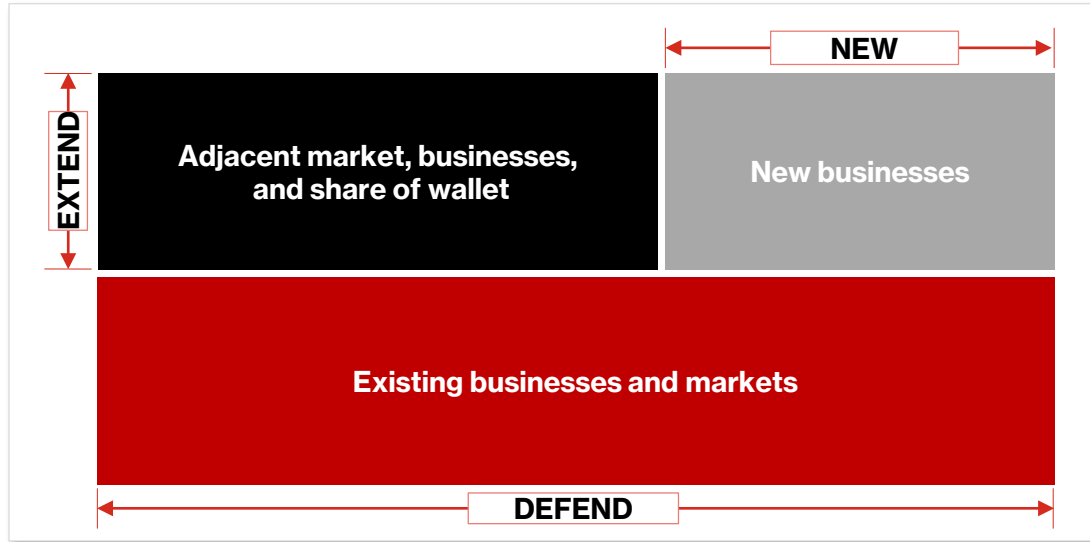 NEW
EXTEND
Adjacent market, businesses,
and share of wallet
New businesses
Existing businesses and markets
DEFEND